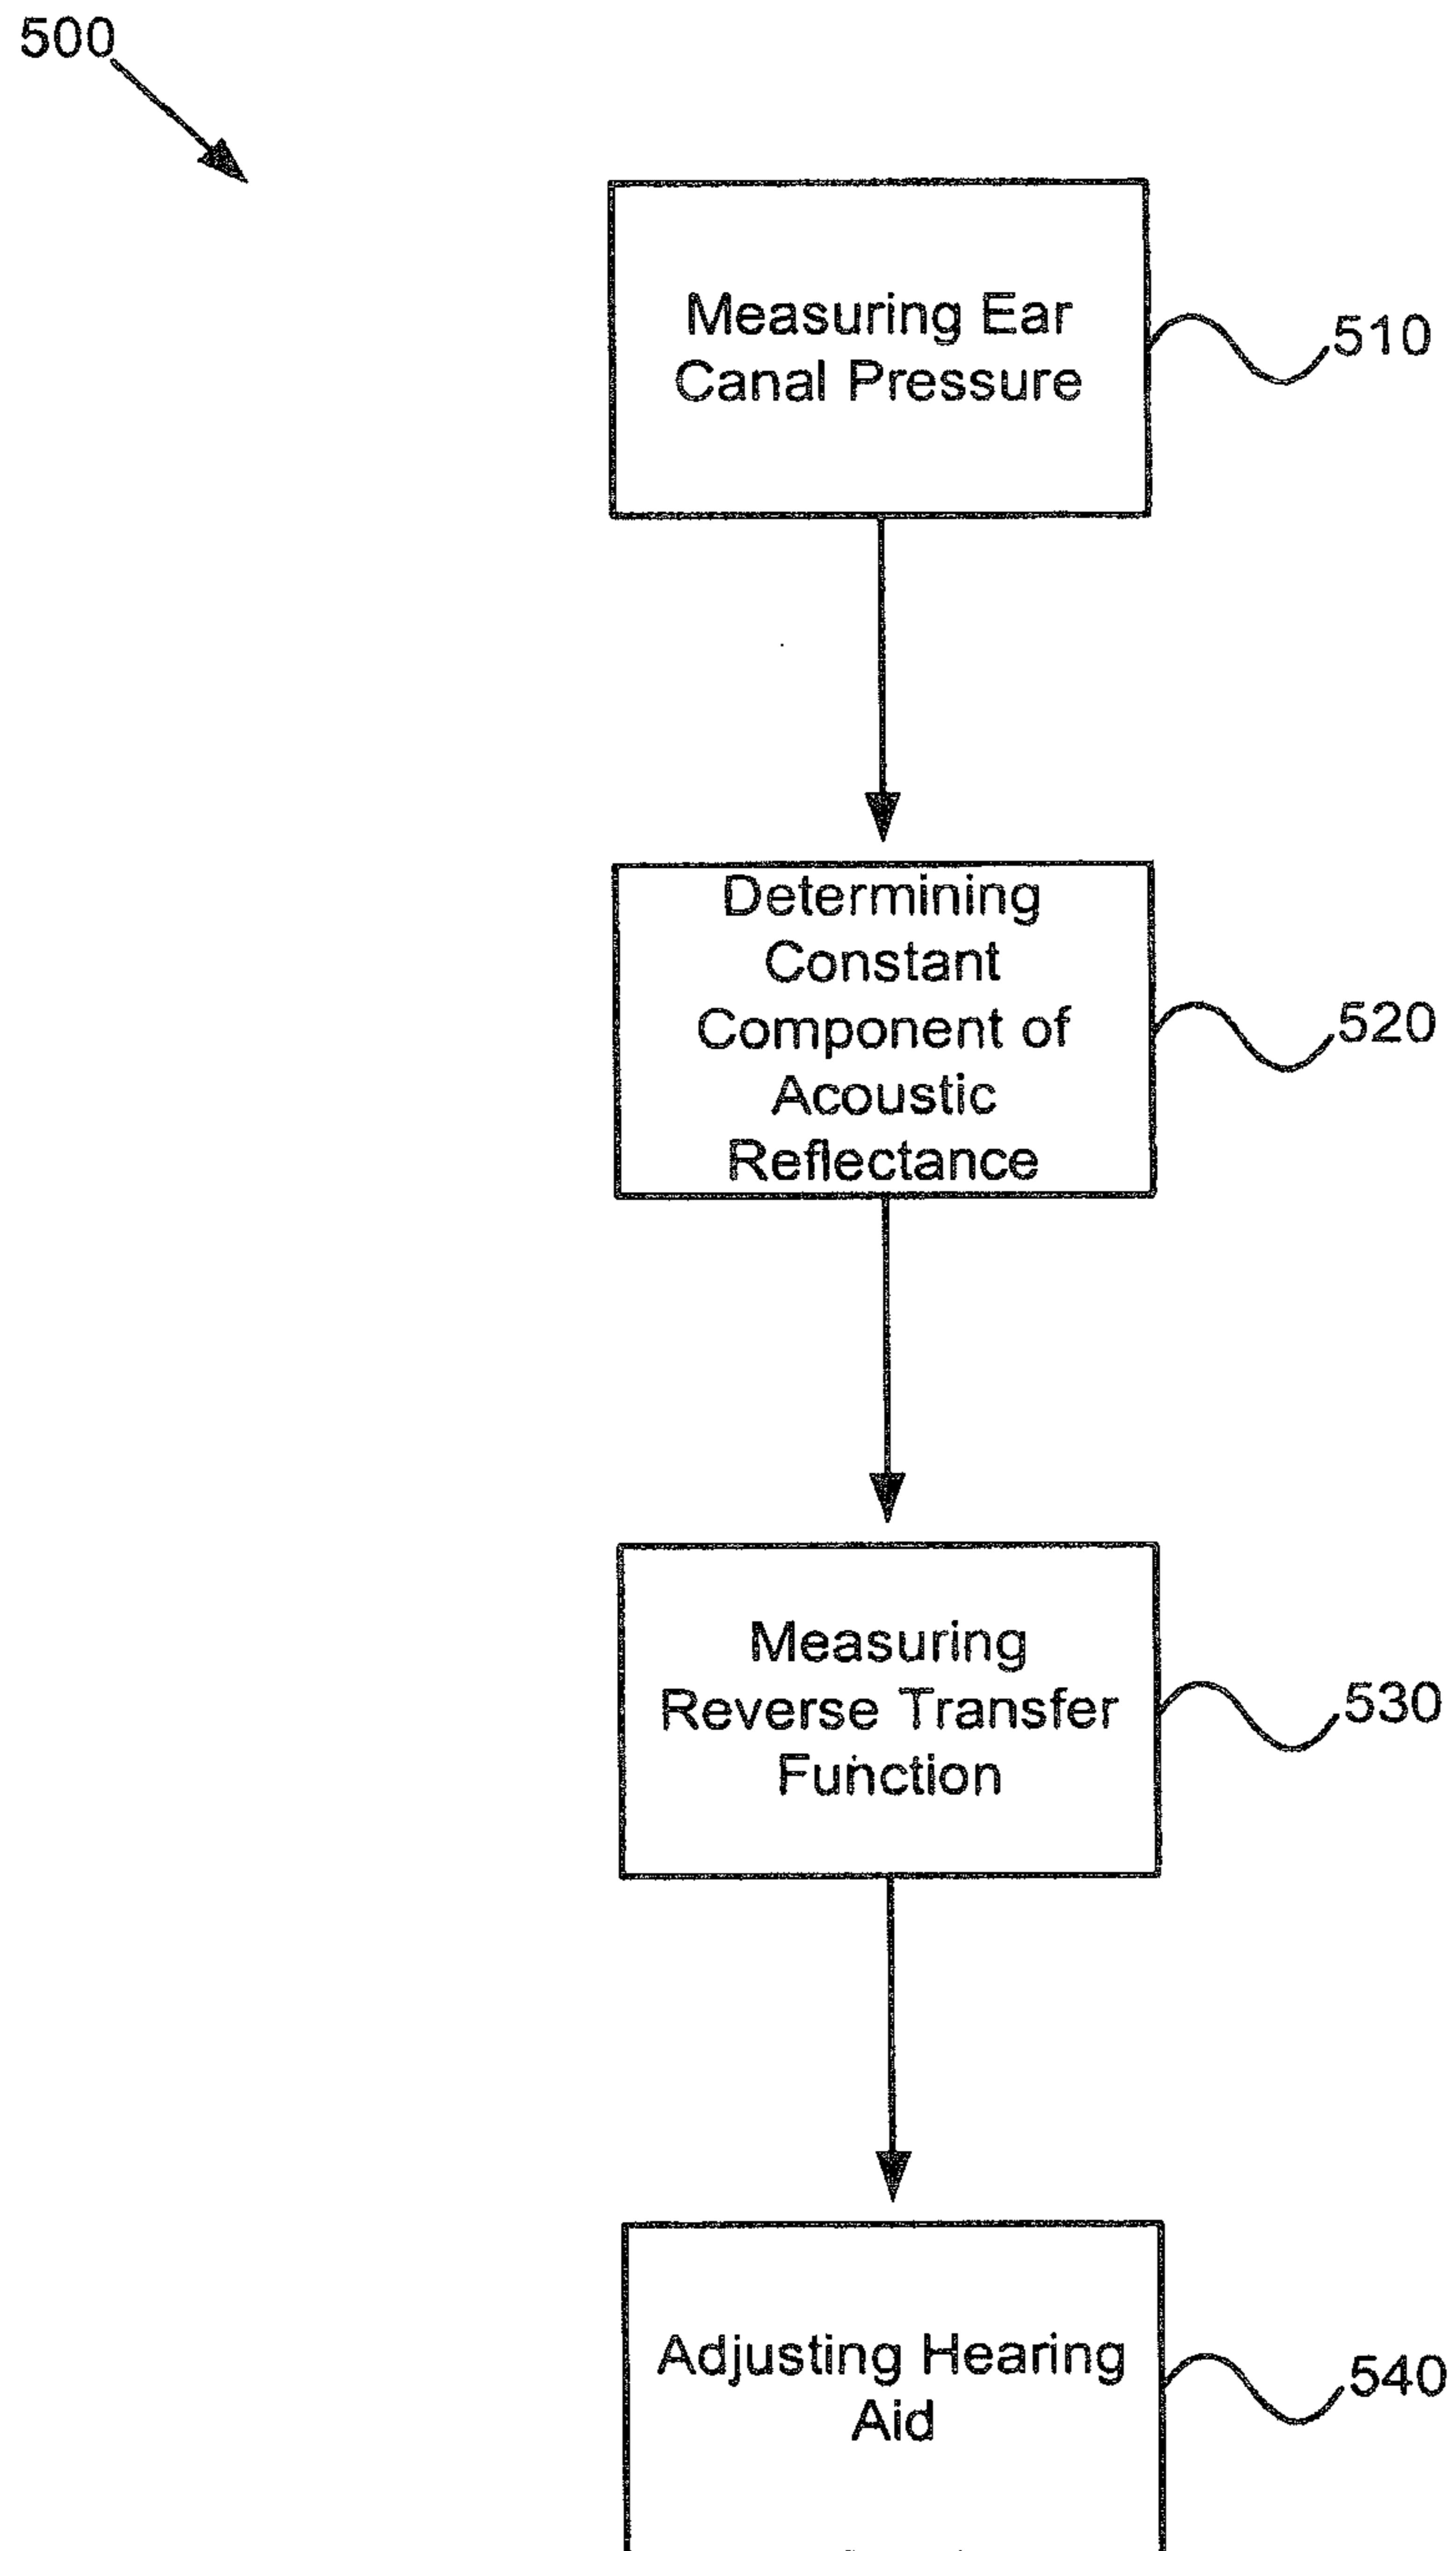 500
Measuring Ear
Canal Pressure
510
Determining
Constant
Component of
Acoustic
Reflectance
520
Measuring
Reverse Transfer
Function
530
Adjusting Hearing
Aid
540